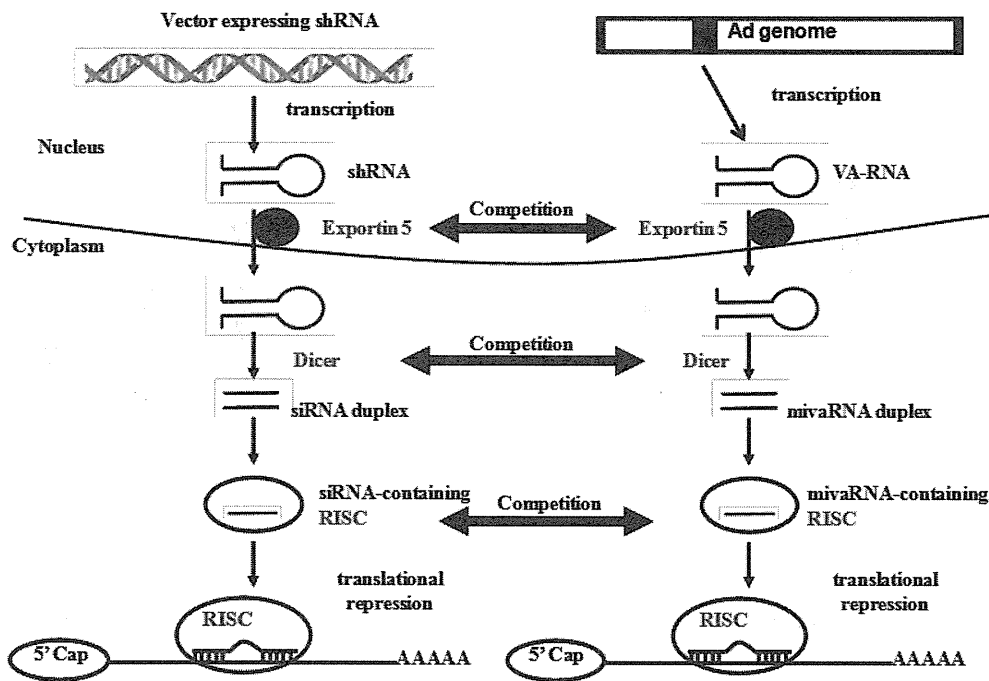 Vector expressing shRNA
Ad genome
transcription
transcription
Nucleus
shRNA
VA-RNA
Competition
Exportin 5
Exportin 5
Cytoplasm
Competition
Dicer
Dicer
siRNA duplex
mivaRNA duplex
siRNA-containing
RISC
Competition
mivaRNA-containing
RISC
translational
repression
translational
repression
RISC
RISC
5' Cap
AAAAA
5' Cap
AAAAA